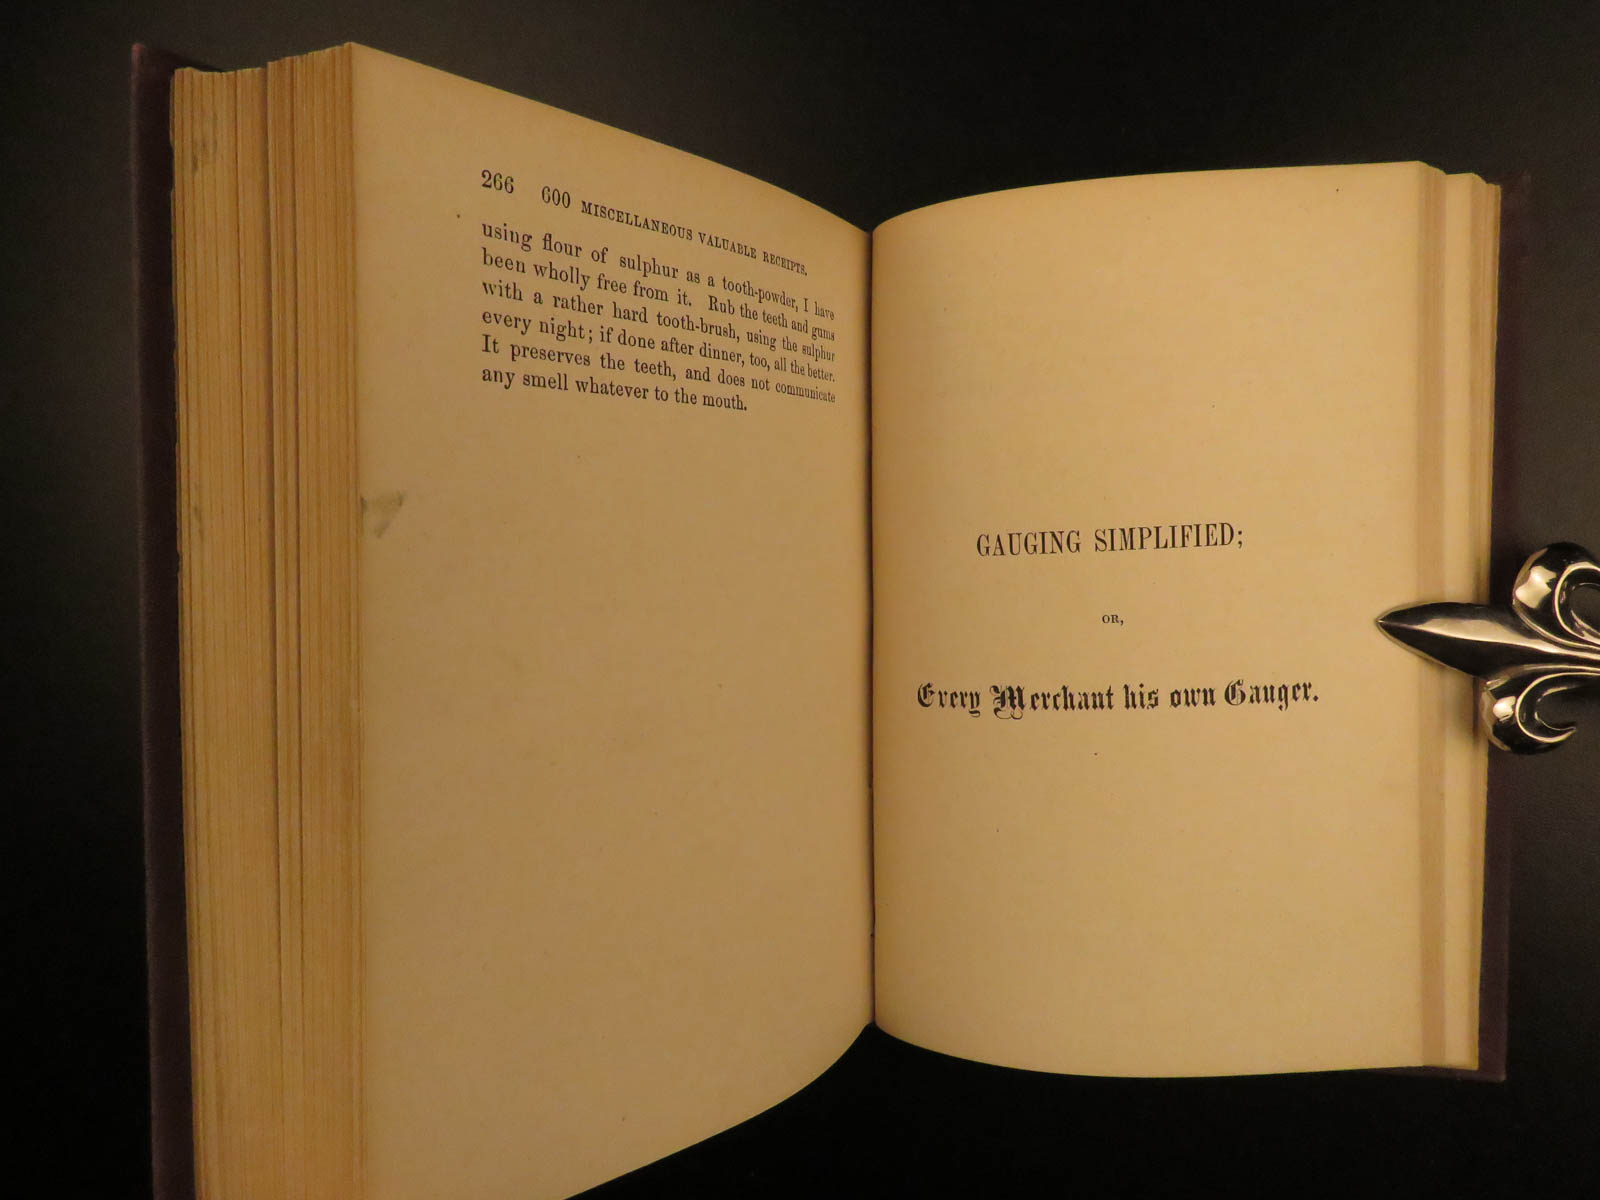 266 600 MISCELLANEOUS VALUABLE RECEIPTS.
using flour of sulphur as a tooth-powder, I have
been wholly free from it. Rub the teeth and gums
with a rather hard tooth-brush, using the sulphur
every night; if done after dinner, too, all the better.
It preserves the teeth, and does not communicate
any smell whatever to the mouth.
GAUGING SIMPLIFIED;
OR,
Every Merchant his own Gauger.